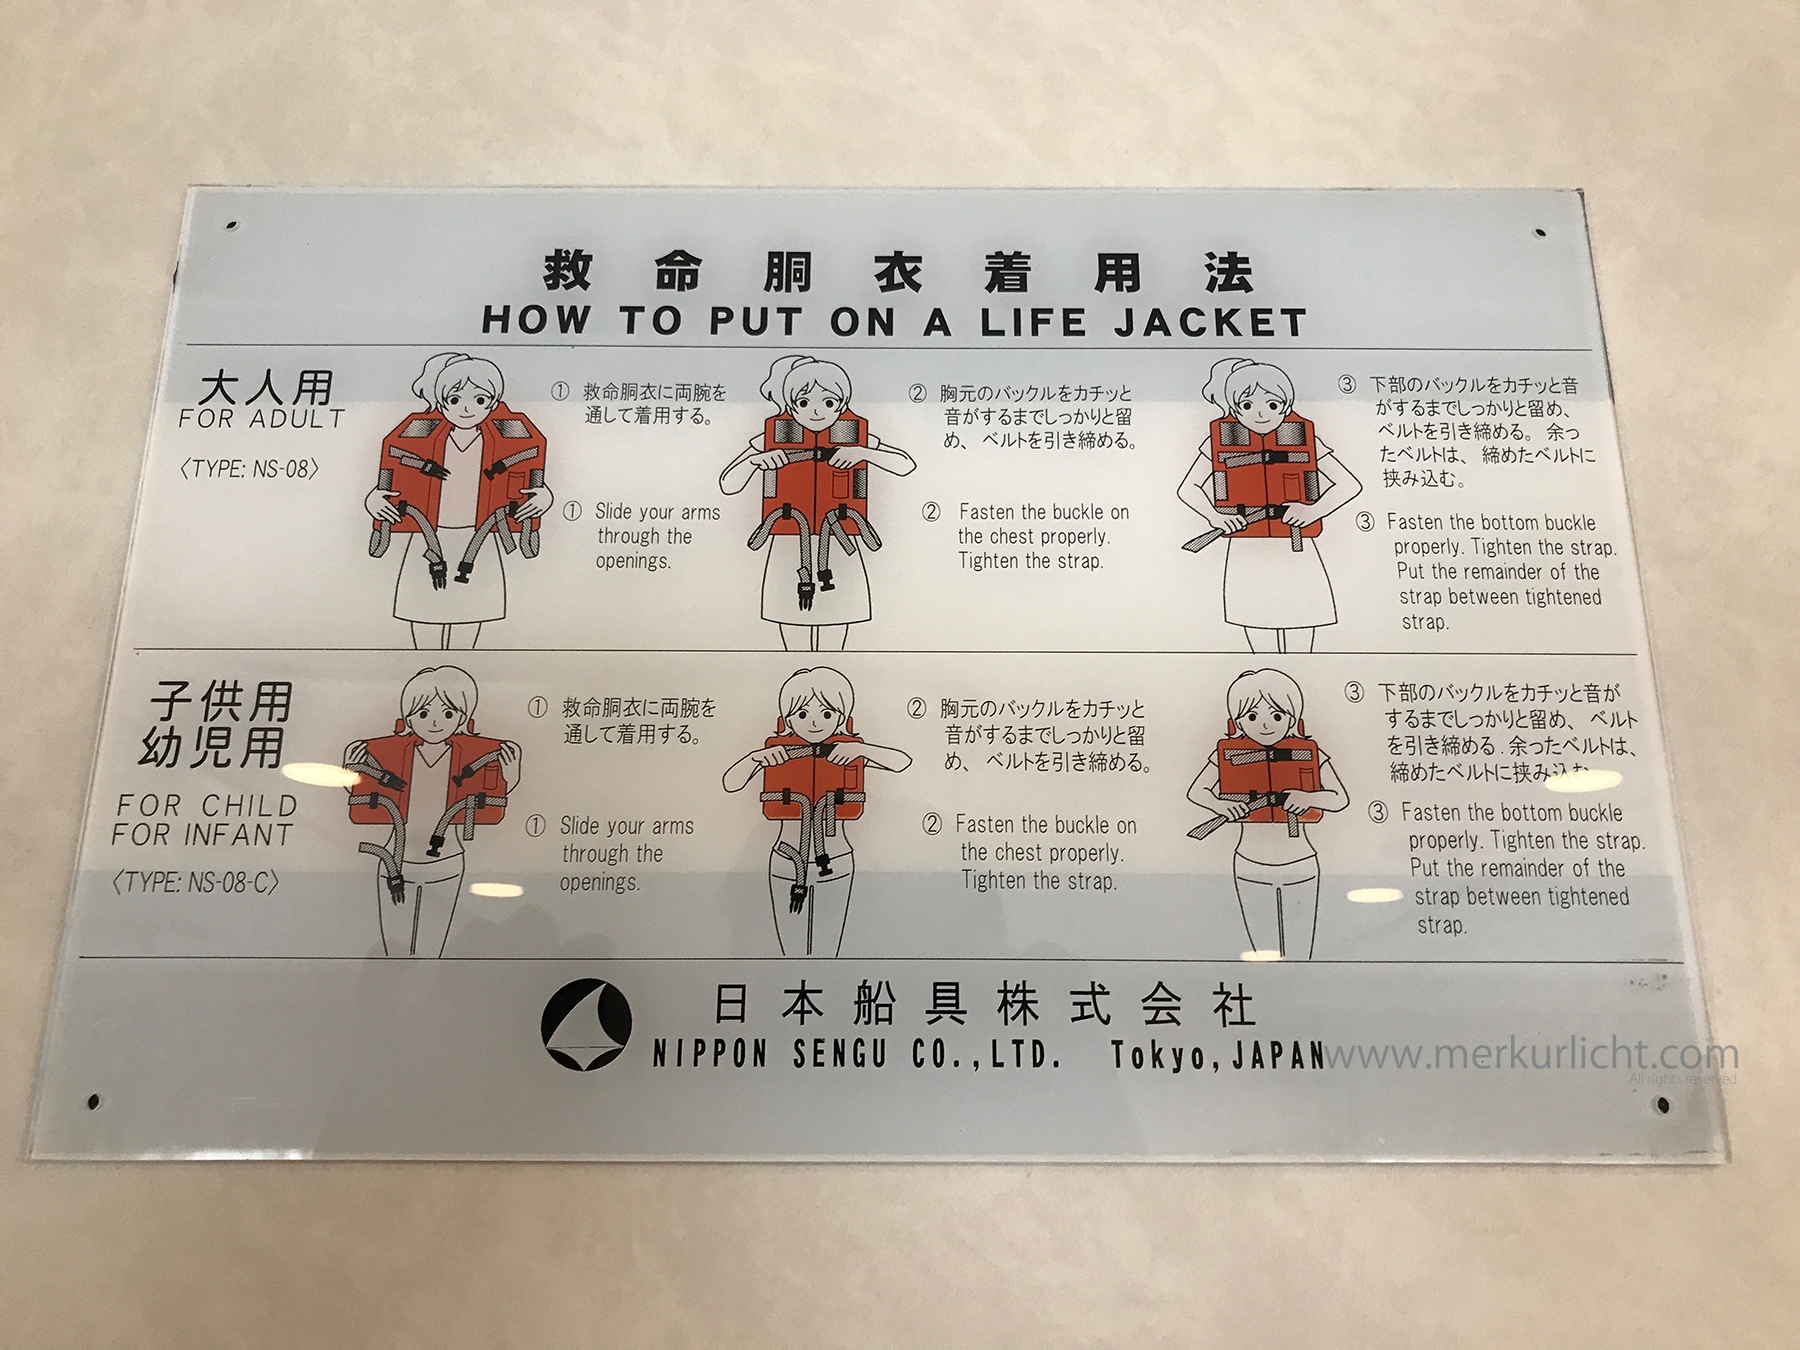 救命胴衣着用法
HOW TO PUT ON A LIFE JACKET
大人用
FOR ADULT
〈TYPE: NS-08〉
① 救命胴衣に両腕を
通して着用する。
① Slide your arms
through the
openings.
② 胸元のバックルをカチッと
音がするまでしっかりと留
め、ベルトを引き締める。
② Fasten the buckle on
the chest properly.
Tighten the strap.
③ 下部のバックルをカチッと音
がするまでしっかりと留め、
ベルトを引き締める。余っ
たベルトは、締めたベルトに
挟み込む。
③ Fasten the bottom buckle
properly. Tighten the strap.
Put the remainder of the
strap between tightened
strap.
子供用
幼児用
FOR CHILD
FOR INFANT
〈TYPE: NS-08-C〉
① 救命胴衣に両腕を
通して着用する。
① Slide your arms
through the
openings.
② 胸元のバックルをカチッと
音がするまでしっかりと留
め、ベルトを引き締める。
② Fasten the buckle on
the chest properly.
Tighten the strap.
③ 下部のバックルをカチッと音が
するまでしっかりと留め、ベルト
を引き締める.余ったベルトは、
締めたベルトに挟み込む
③ Fasten the bottom buckle
properly. Tighten the strap.
Put the remainder of the
strap between tightened
strap.
日本船具株式会社
NIPPON SENGU CO.,LTD. Tokyo,JAPAN
www.merkurlicht.com
All rights reserved